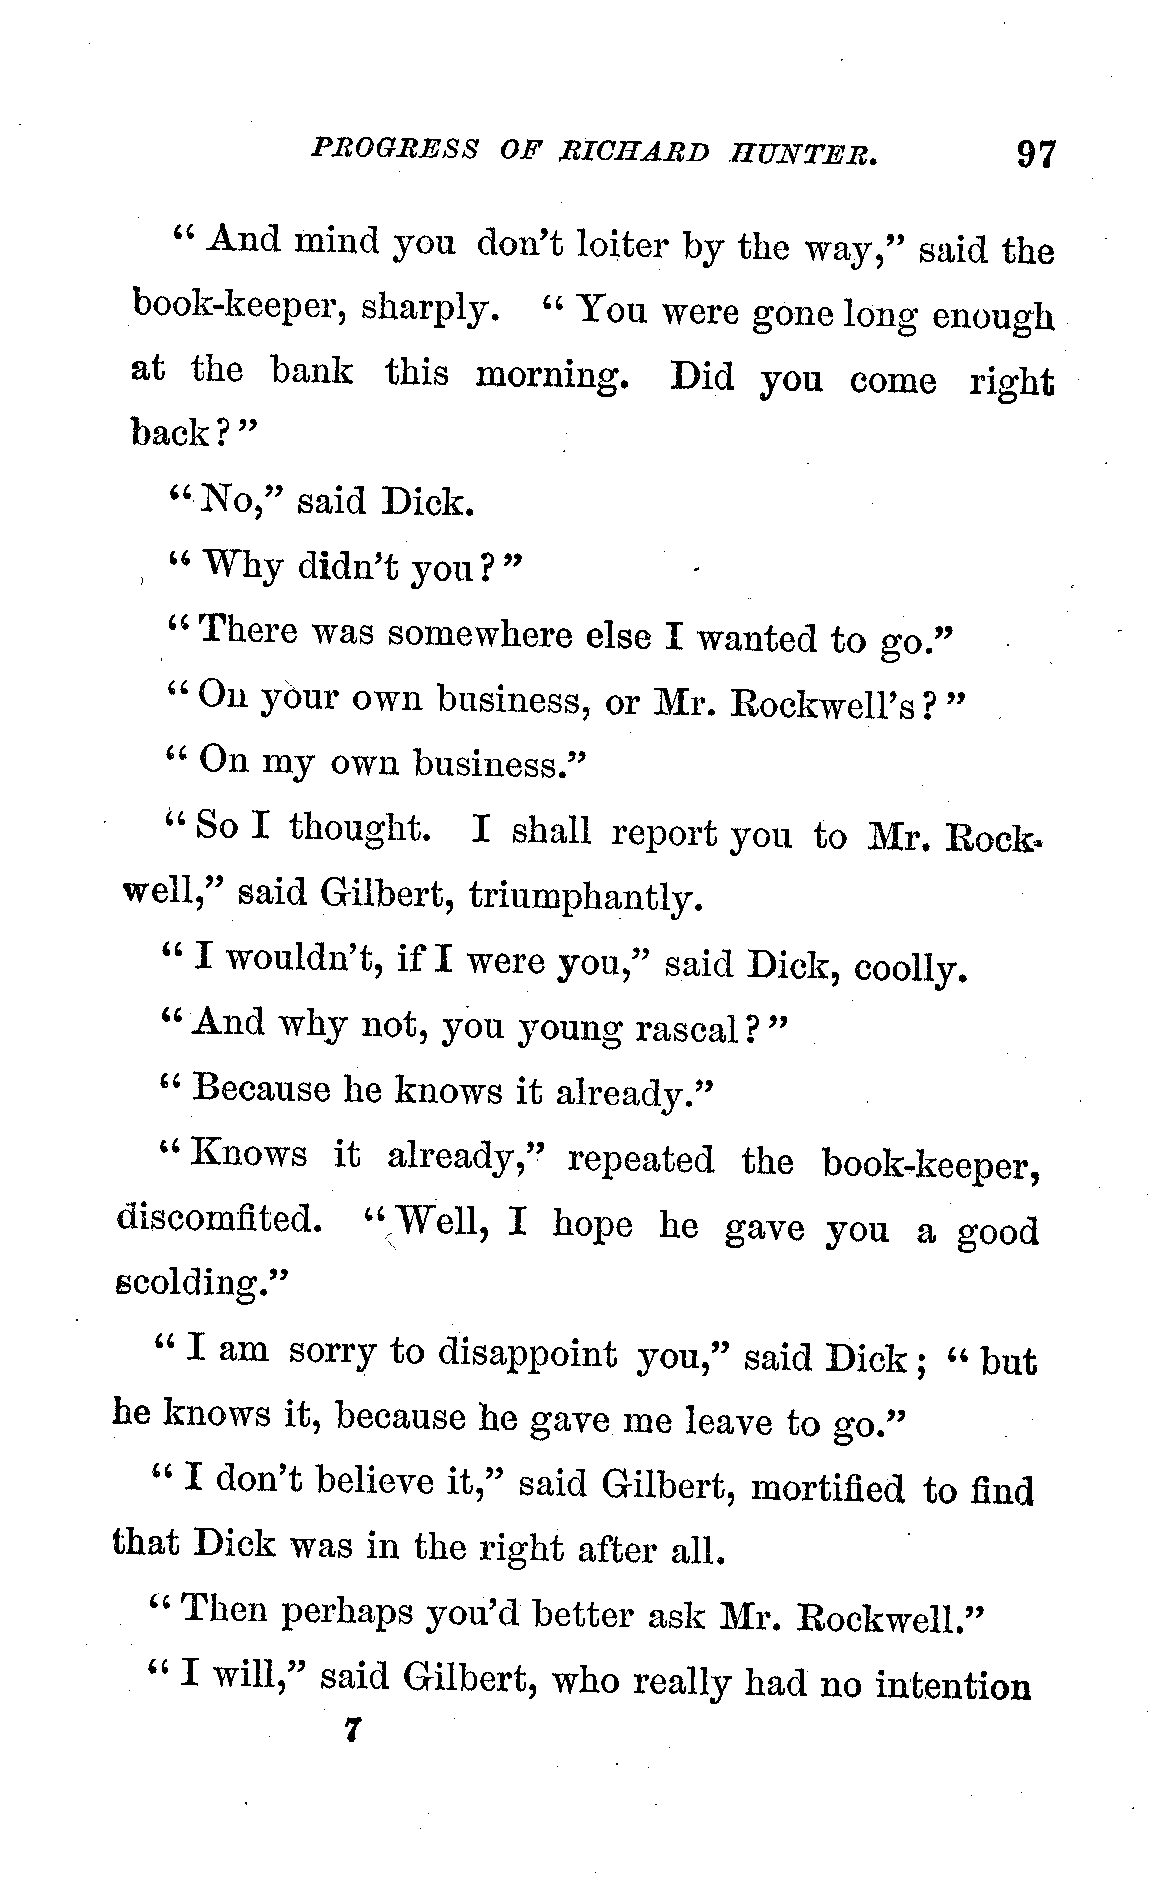 PROGRESS OF RICHARD HUNTER. 97
“ And mind you don’t loiter by the way,” said the
book-keeper, sharply. “ You were gone long enough
at the bank this morning. Did you come right
back?”
“No,” said Dick.
“ Why didn’t you?”
“There was somewhere else I wanted to go.”
“On your own business, or Mr. Rockwell’s?”
“ On my own business.”
“So I thought. I shall report you to Mr. Rock-
well,” said Gilbert, triumphantly.
“ I wouldn’t, if I were you,” said Dick, coolly.
“And why not, you young rascal?”
“ Because he knows it already.”
“Knows it already,” repeated the book-keeper,
discomfited. “Well, I hope he gave you a good
scolding.”
“ I am sorry to disappoint you,” said Dick; “ but
he knows it, because he gave me leave to go.”
“ I don’t believe it,” said Gilbert, mortified to find
that Dick was in the right after all.
“Then perhaps you’d better ask Mr. Rockwell.”
“ I will,” said Gilbert, who really had no intention
7